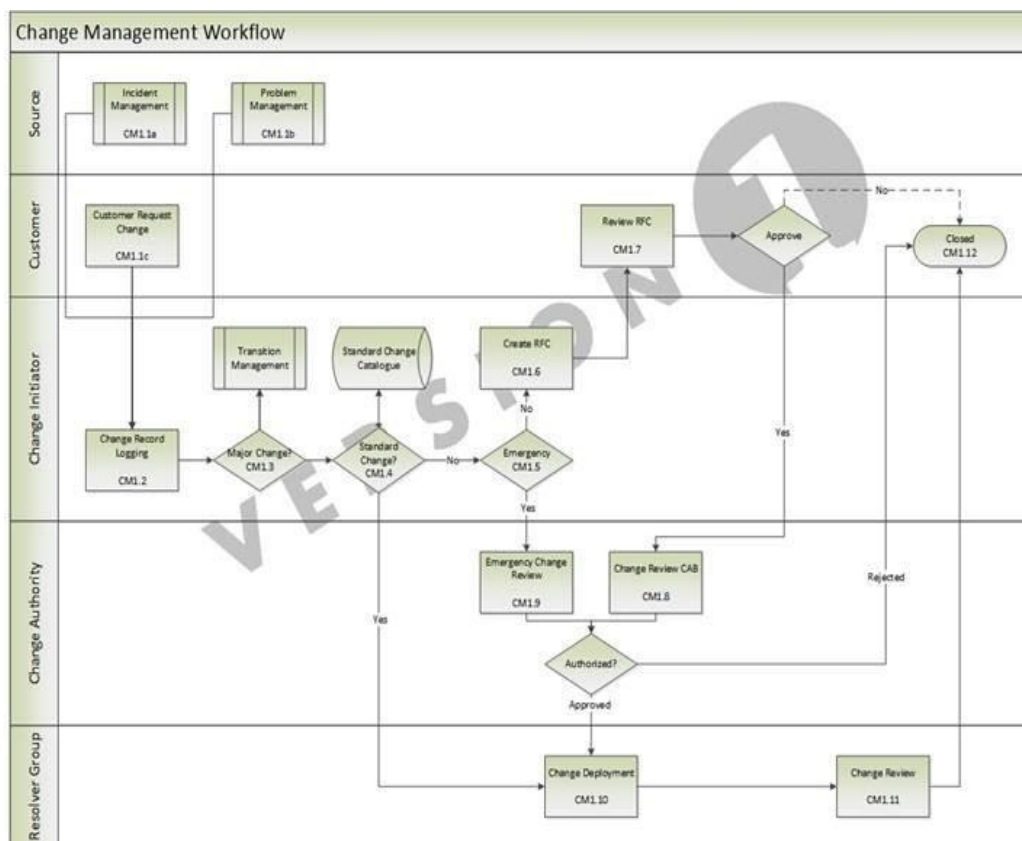 Change Management Workflow
Source
Incident
Management
CM1.1a
Problem
Management
CM1.1b
Customer
Customer Request
Change
CM1.1c
Review RFC
CM1.7
Approve
No
Closed
CM1.12
Change Initiator
Transition
Management
Standard Change
Catalogue
Create RFC
CM1.6
No
Change Record
Logging
CM1.2
Major Change?
CM1.3
Standard
Change?
CM1.4
No
Emergency
CM1.5
Yes
Yes
Change Authority
Emergency Change
Review
CM1.9
Change Review CAB
CM1.8
Rejected
Yes
Authorized?
Approved
Resolver Group
Change Deployment
CM1.10
Change Review
CM1.11
VERSION 1